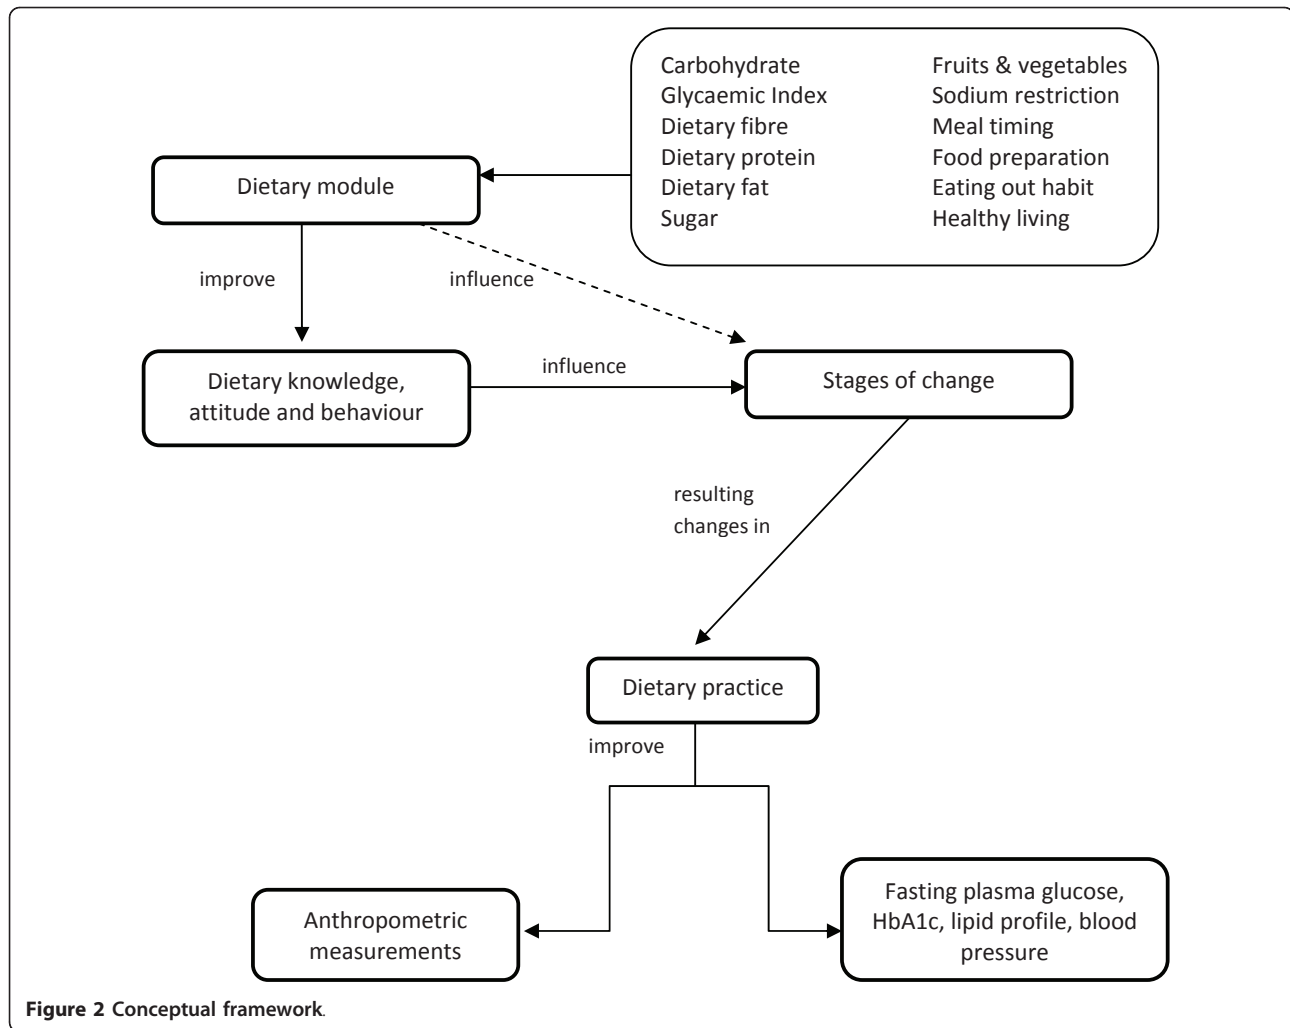 Carbohydrate
Glycaemic Index
Dietary fibre
Dietary protein
Dietary fat
Sugar
Fruits & vegetables
Sodium restriction
Meal timing
Food preparation
Eating out habit
Healthy living
Dietary module
improve
influence
Dietary knowledge,
attitude and behaviour
influence
Stages of change
resulting
changes in
Dietary practice
improve
Anthropometric
measurements
Fasting plasma glucose,
HbA1c, lipid profile, blood
pressure
Figure 2 Conceptual framework.